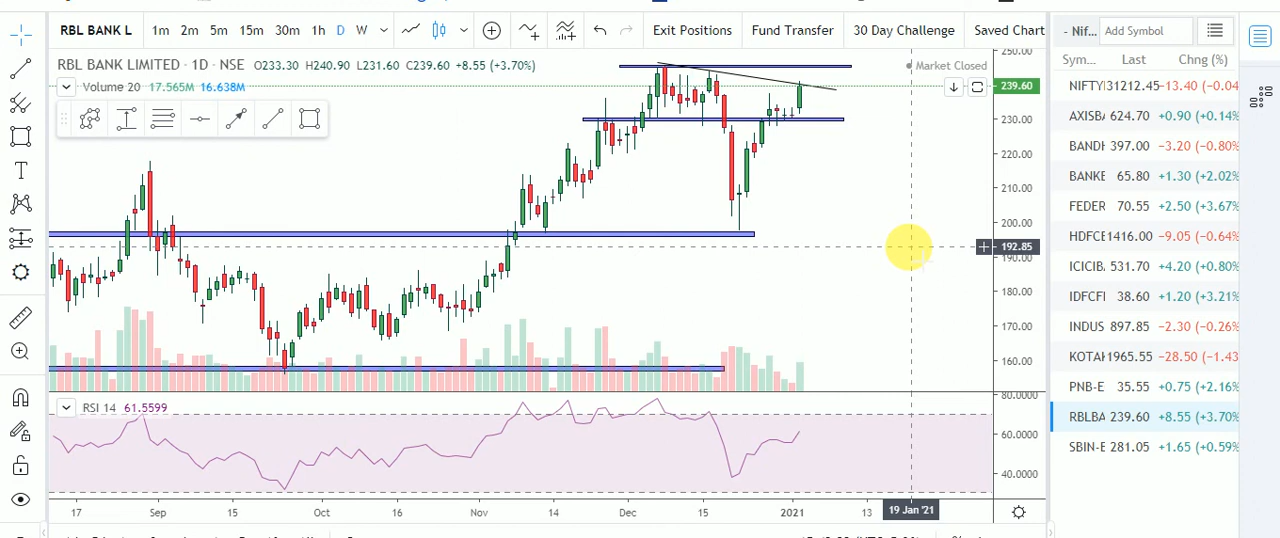 RBL BANK L 1m 2m 5m 15m 30m 1h D W Exit Positions Fund Transfer 30 Day Challenge Saved Chart - Nif... Add Symbol
RBL BANK LIMITED · 1D · NSE O233.30 H240.90 L231.60 C239.60 +8.55 (+3.70%) Market Closed
Volume 20 17.565M 16.638M
250.00
239.60
230.00
220.00
210.00
200.00
192.85
190.00
180.00
170.00
160.00
RSI 14 61.5599
80.0000
60.0000
40.0000
17 Sep 15 Oct 16 Nov 14 Dec 15 2021 13 19 Jan '21
Sym... Last Chng (%)
NIFTY 31212.45 -13.40 (-0.04
AXISBA 624.70 +0.90 (+0.14%)
BANDH 397.00 -3.20 (-0.80%)
BANKE 65.80 +1.30 (+2.02%)
FEDER 70.55 +2.50 (+3.67%)
HDFCE 1416.00 -9.05 (-0.64%)
ICICIB. 531.70 +4.20 (+0.80%)
IDFCFI 38.60 +1.20 (+3.21%)
INDUS 897.85 -2.30 (-0.26%)
KOTAK 1965.55 -28.50 (-1.43
PNB-E 35.55 +0.75 (+2.16%)
RBLBA 239.60 +8.55 (+3.70%)
SBIN-E 281.05 +1.65 (+0.59%)